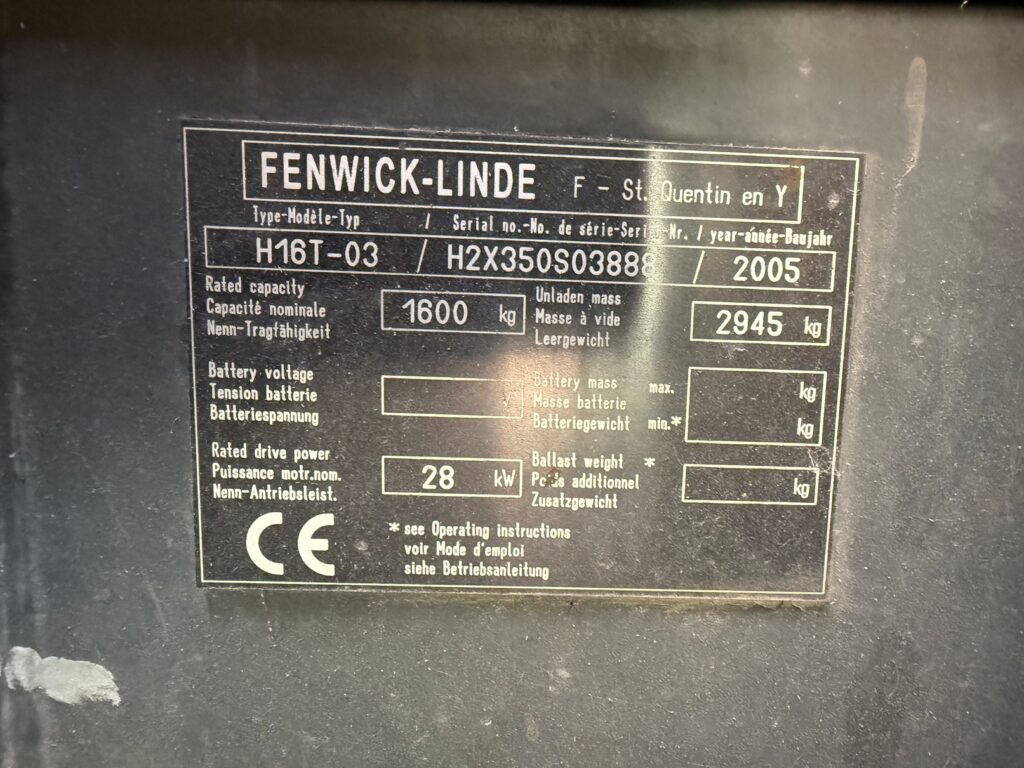 FENWICK-LINDE F - St. Quentin en Y
Type-Modèle-Typ / Serial no.-No. de série-Serien-Nr. / year-année-Baujahr
H16T-03 / H2X350S03888 / 2005
Rated capacity
Capacité nominale
Nenn-Tragfähigkeit
1600 kg
Unladen mass
Masse à vide
Leergewicht
2945 kg
Battery voltage
Tension batterie
Batteriespannung
V
Battery mass max. kg
Masse batterie
Batteriegewicht min.* kg
Rated drive power
Puissance motr.nom.
Nenn-Antriebsleist.
28 kW
Ballast weight *
Poids additionnel
Zusatzgewicht
kg
CE
* see Operating instructions
voir Mode d'emploi
siehe Betriebsanleitung